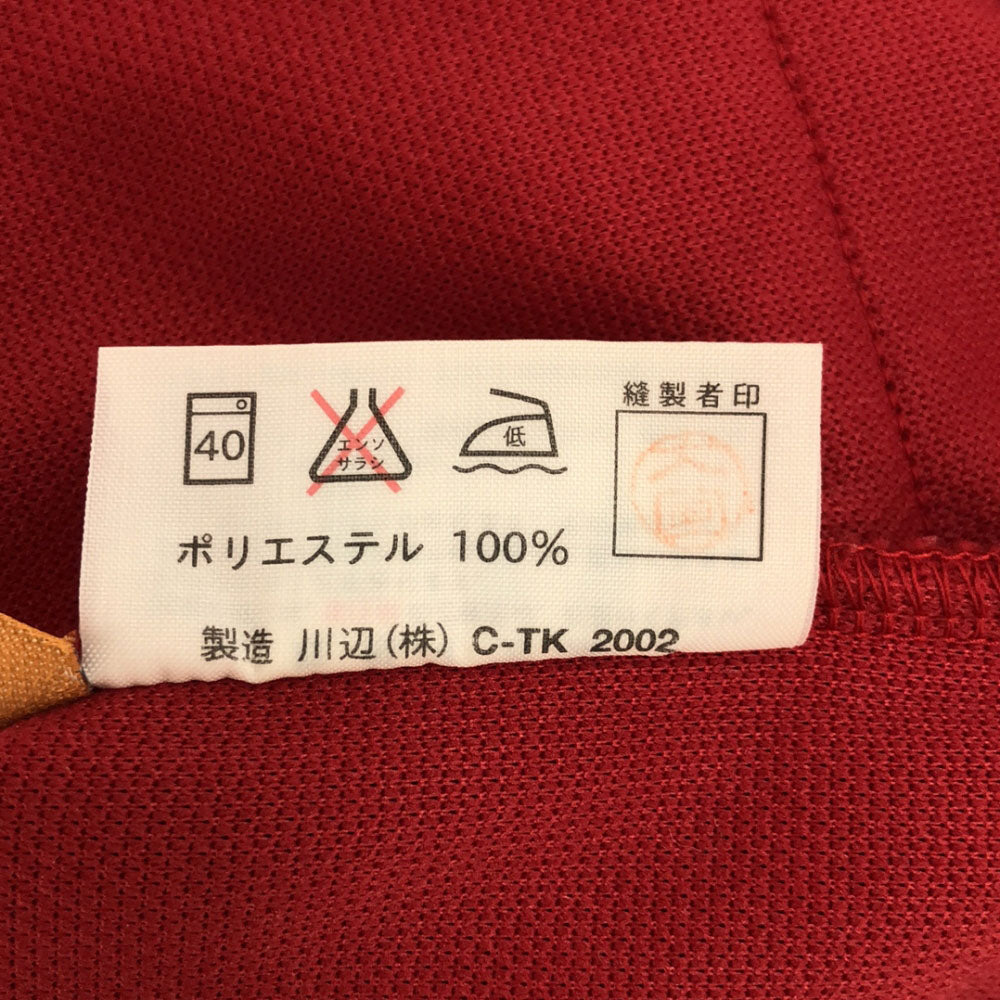 縫製者印
40
エンソ
サラシ
低
ポリエステル 100%
製造 川辺(株) C-TK 2002